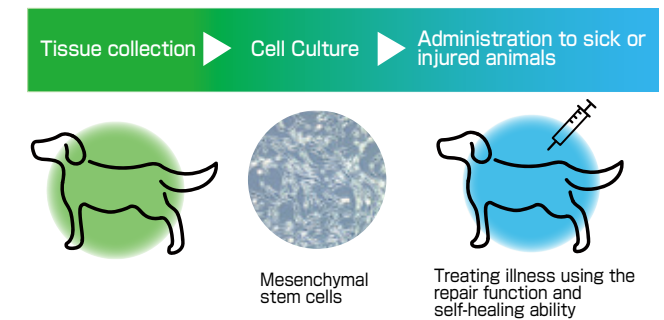 Tissue collection
Cell Culture
Administration to sick or
injured animals
Mesenchymal
stem cells
Treating illness using the
repair function and
self-healing ability